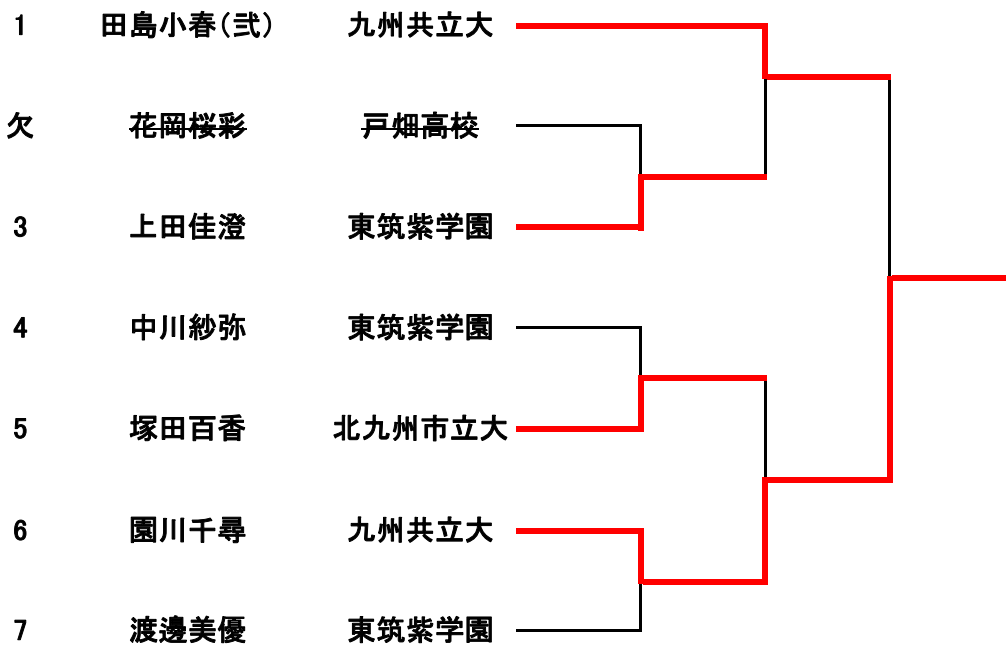 1 田島小春(弐) 九州共立大
欠 花岡桜彩 戸畑高校
3 上田佳澄 東筑紫学園
4 中川紗弥 東筑紫学園
5 塚田百香 北九州市立大
6 園川千尋 九州共立大
7 渡邊美優 東筑紫学園